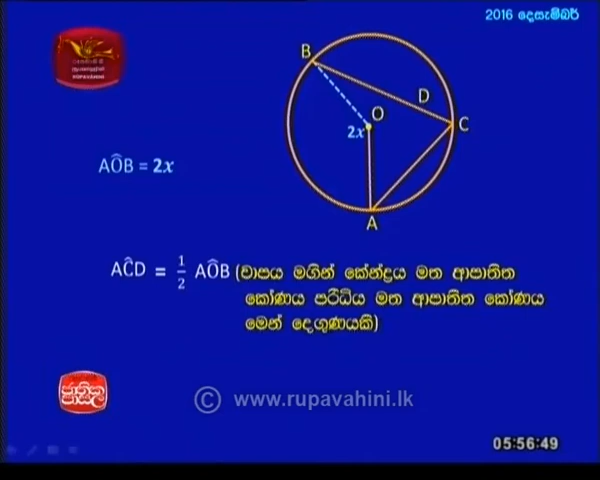 2016 දෙසැම්බර්
B
D
C
O
2x
A
AÔB = 2x
AĈD = 1/2 AÔB (චාපය මගින් කේන්ද්‍රය මත ආපාතිත
කෝණය පරිධිය මත ආපාතිත කෝණය
මෙන් දෙගුණයකි)
ජාතික
පාසල
© www.rupavahini.lk
05:56:49